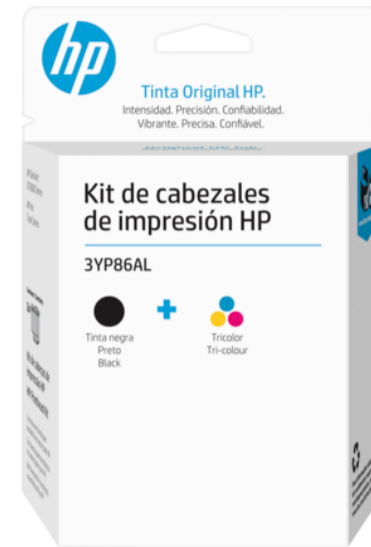 hp
Tinta Original HP.
Intensidad. Precisión. Confiabilidad.
Vibrante. Precisa. Confiável.
Kit de cabezales
de impresión HP
3YP86AL
Tinta negra
Preto
Black
Tricolor
Tri-colour